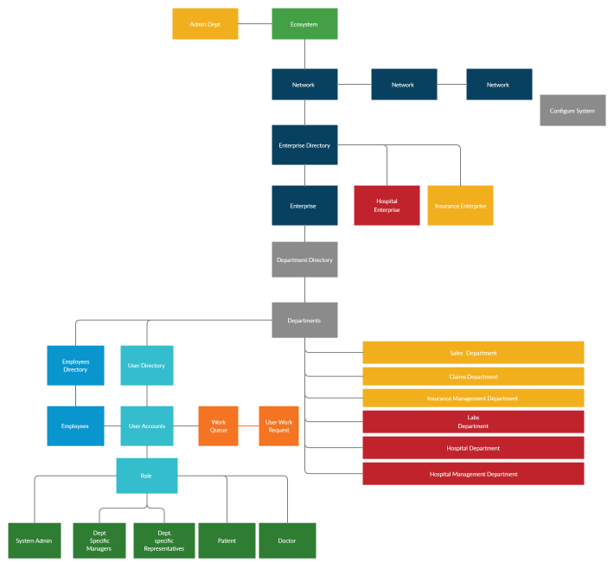 Admin Dept
Ecosystem
Network
Network
Network
Configure System
Enterprise Directory
Enterprise
Hospital
Enterprise
Insurance Enterprise
Department Directory
Departments
Employees
Directory
User Directory
Sales Department
Claims Department
Insurance Management Department
Labs
Department
Hospital Department
Hospital Management Department
Employees
User Accounts
Work
Queue
User Work
Request
Role
System Admin
Dept
Specific
Managers
Dept.
specific
Representatives
Patient
Doctor